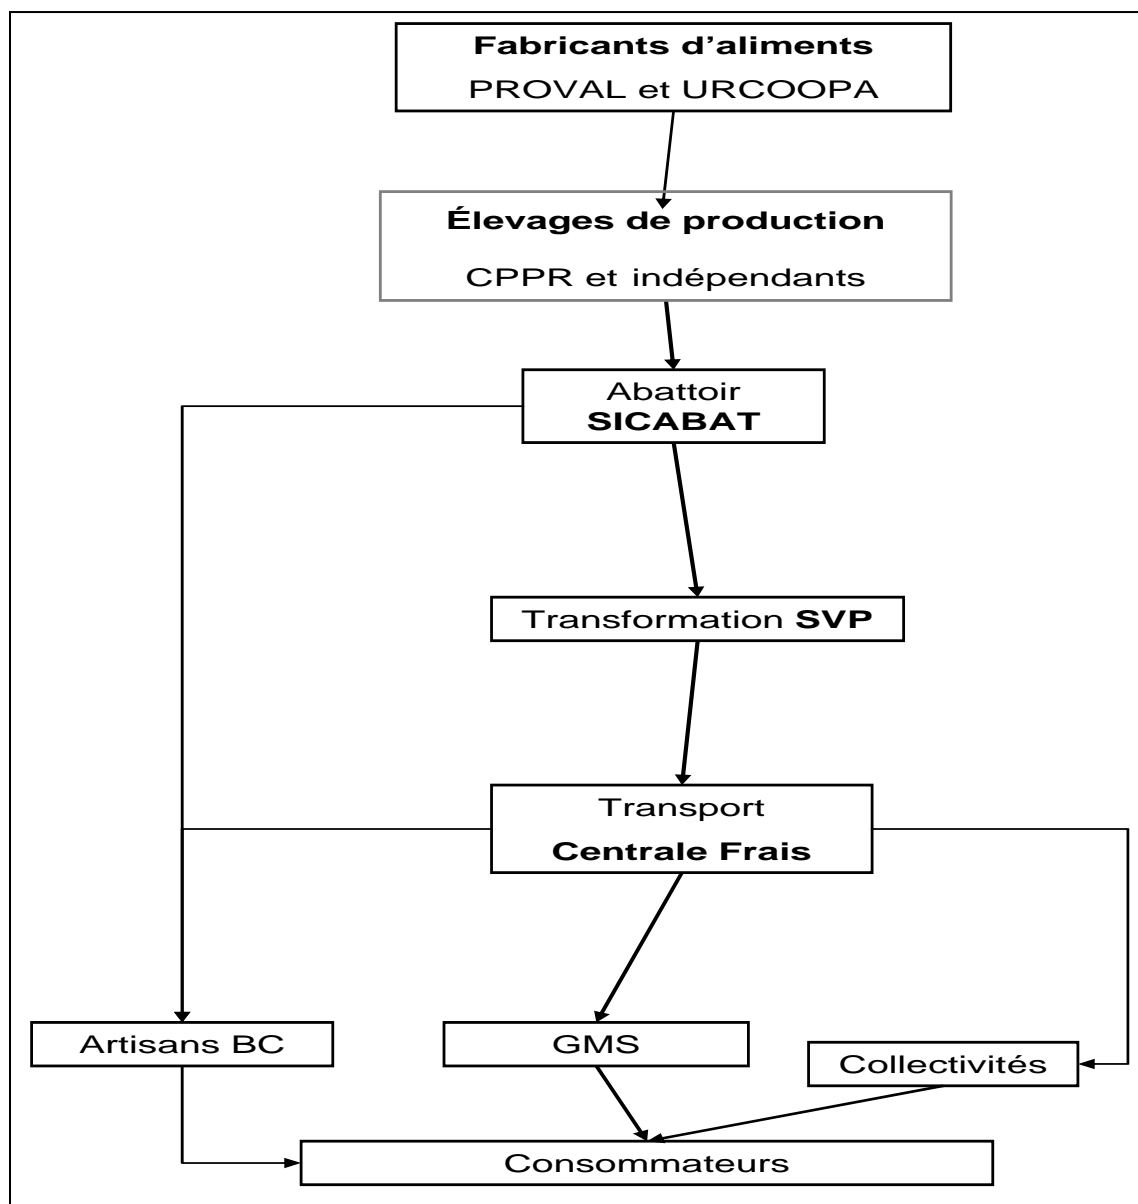 Fabricants d’aliments
PROVAL et URCOOPA
Élevages de production
CPPR et indépendants
Abattoir
SICABAT
Transformation SVP
Transport
Centrale Frais
Artisans BC
GMS
Collectivités
Consommateurs